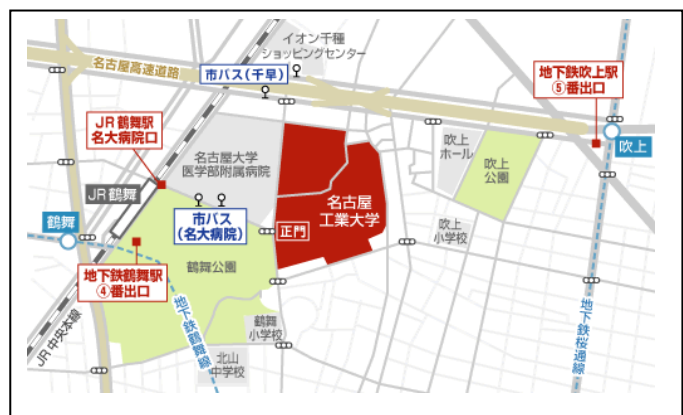 イオン千種
ショッピングセンター
名古屋高速道路
市バス(千早)
地下鉄吹上駅
⑤番出口
JR鶴舞駅
名大病院口
名古屋大学
医学部附属病院
吹上
ホール
吹上
公園
吹上
JR鶴舞
名古屋
工業大学
市バス
(名大病院)
正門
吹上
小学校
鶴舞
鶴舞公園
地下鉄鶴舞駅
④番出口
地下鉄鶴舞線
地下鉄桜通線
JR中央本線
鶴舞
小学校
北山
中学校